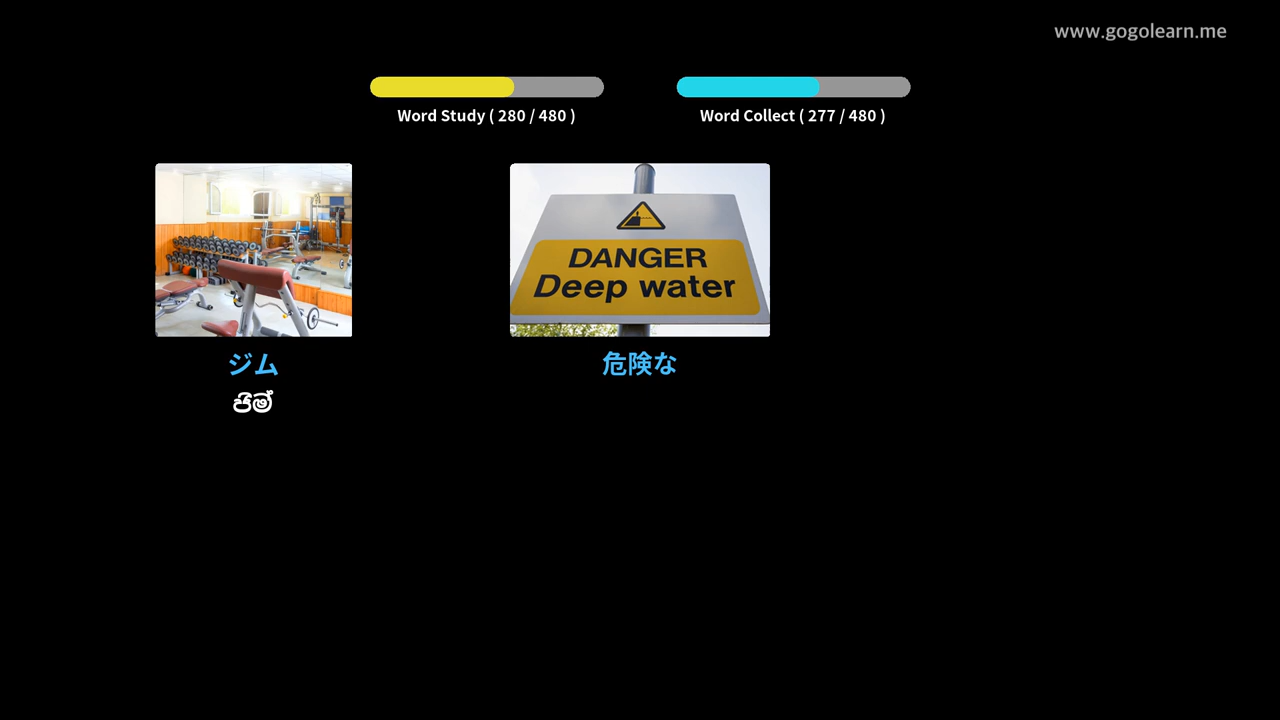 www.gogolearn.me
Word Study ( 280 / 480 )
Word Collect ( 277 / 480 )
DANGER
Deep water
ジム
危険な
ජිම්